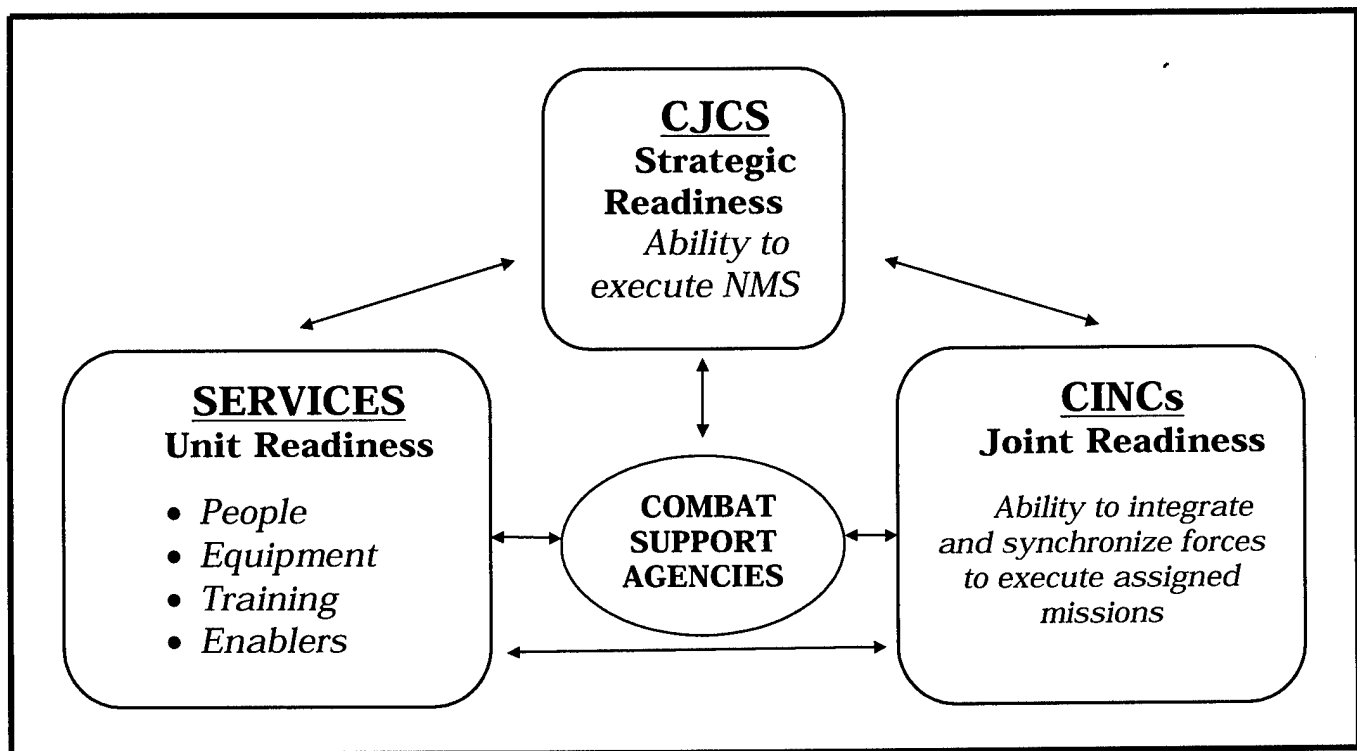 CJCS
Strategic
Readiness
Ability to
execute NMS
SERVICES
Unit Readiness
• People
• Equipment
• Training
• Enablers
COMBAT
SUPPORT
AGENCIES
CINCs
Joint Readiness
Ability to integrate
and synchronize forces
to execute assigned
missions